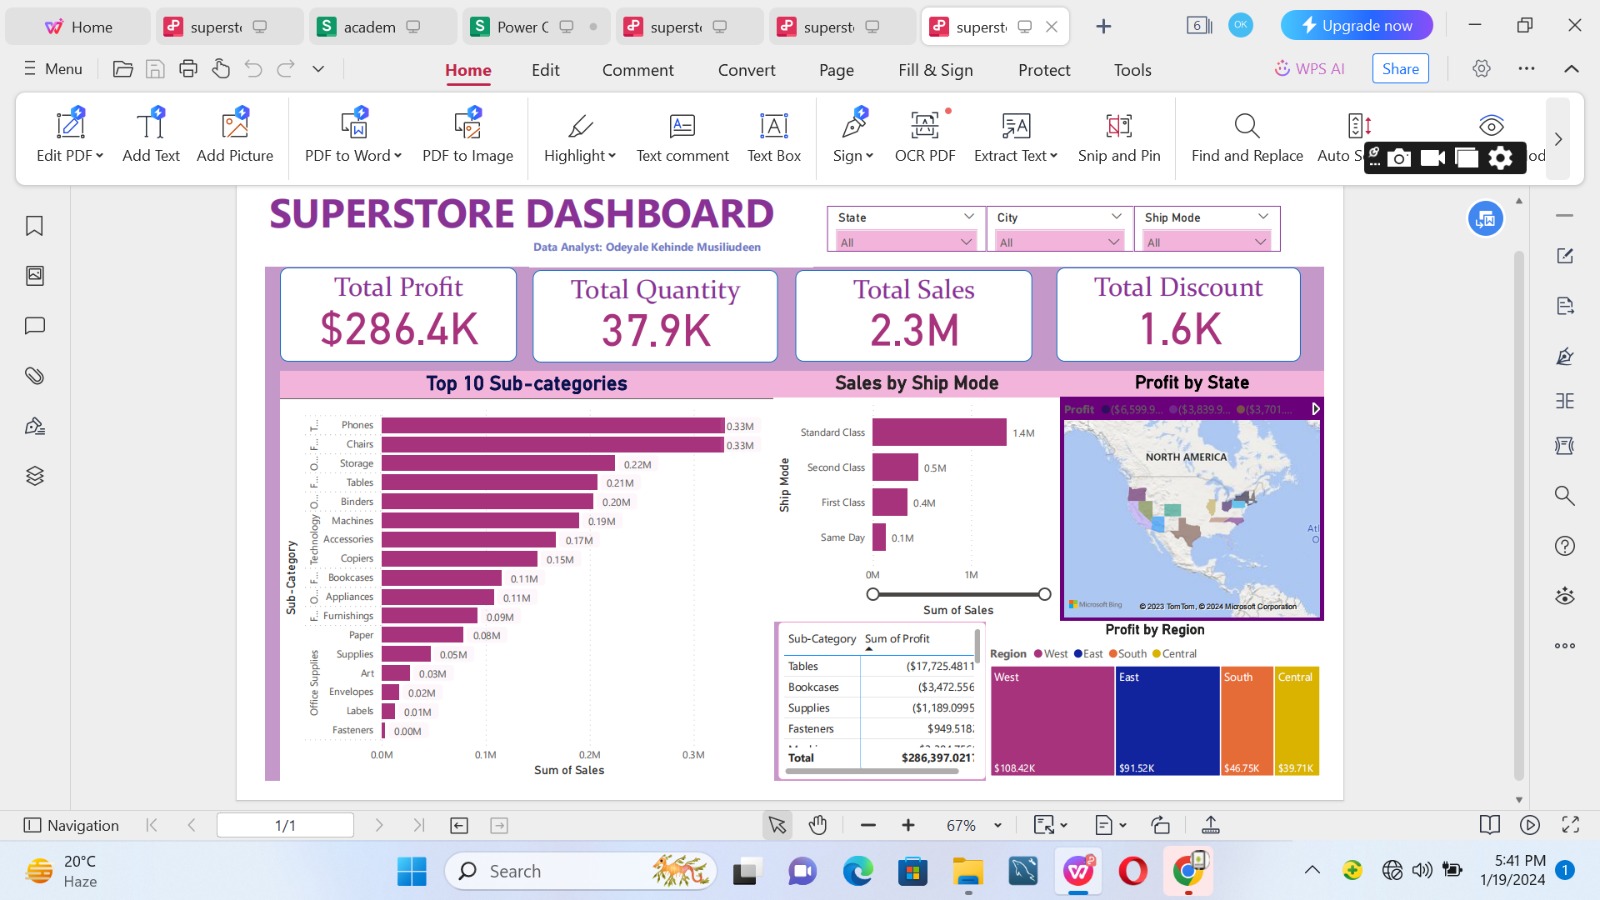 Home
superst
academ
Power C
superst
superst
superst
6
OK
Upgrade now
Menu
Home
Edit
Comment
Convert
Page
Fill & Sign
Protect
Tools
WPS AI
Share
Edit PDF
Add Text
Add Picture
PDF to Word
PDF to Image
Highlight
Text comment
Text Box
Sign
OCR PDF
Extract Text
Snip and Pin
Find and Replace
Auto S
od
SUPERSTORE DASHBOARD
Data Analyst: Odeyale Kehinde Musiliudeen
State
All
City
All
Ship Mode
All
Total Profit
$286.4K
Total Quantity
37.9K
Total Sales
2.3M
Total Discount
1.6K
Top 10 Sub-categories
Sub-Category
T...
F...
O...
F...
O...
Technology
F...
O...
F...
Office Supplies
Phones 0.33M
Chairs 0.33M
Storage 0.22M
Tables 0.21M
Binders 0.20M
Machines 0.19M
Accessories 0.17M
Copiers 0.15M
Bookcases 0.11M
Appliances 0.11M
Furnishings 0.09M
Paper 0.08M
Supplies 0.05M
Art 0.03M
Envelopes 0.02M
Labels 0.01M
Fasteners 0.00M
0.0M 0.1M 0.2M 0.3M
Sum of Sales
Sales by Ship Mode
Ship Mode
Standard Class 1.4M
Second Class 0.5M
First Class 0.4M
Same Day 0.1M
0M 1M
Sum of Sales
Profit by State
Profit ($6,599.9... ($3,839.9... ($3,701....
NORTH AMERICA
Atl
O
Microsoft Bing
© 2023 TomTom, © 2024 Microsoft Corporation
Sub-Category Sum of Profit
Tables ($17,725.4811
Bookcases ($3,472.556
Supplies ($1,189.0995
Fasteners $949.518
Total $286,397.021
Profit by Region
Region West East South Central
West
$108.42K
East
$91.52K
South
$46.75K
Central
$39.71K
Navigation
1/1
67%
20°C
Haze
Search
5:41 PM
1/19/2024
1